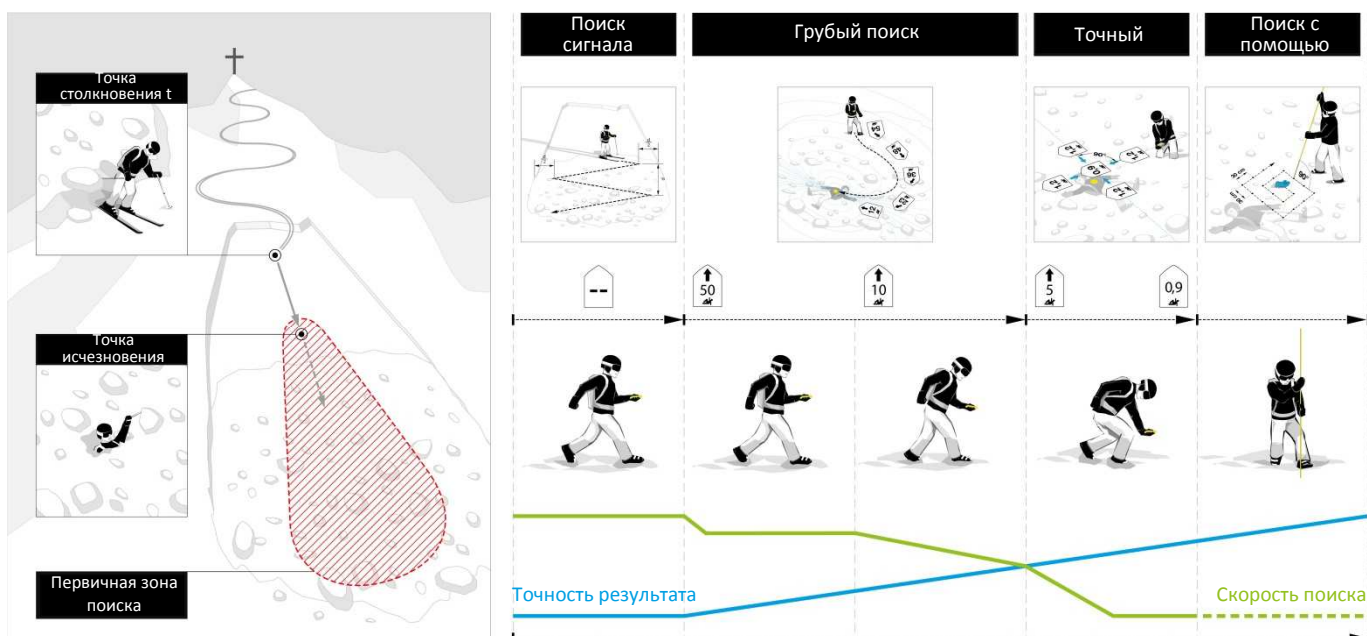 Точка
столкновения t
Точка
исчезновения
Первичная зона
поиска
Поиск
сигнала
Грубый поиск
Точный
Поиск с
помощью
--
50
10
5
0,9
Точность результата
Скорость поиска